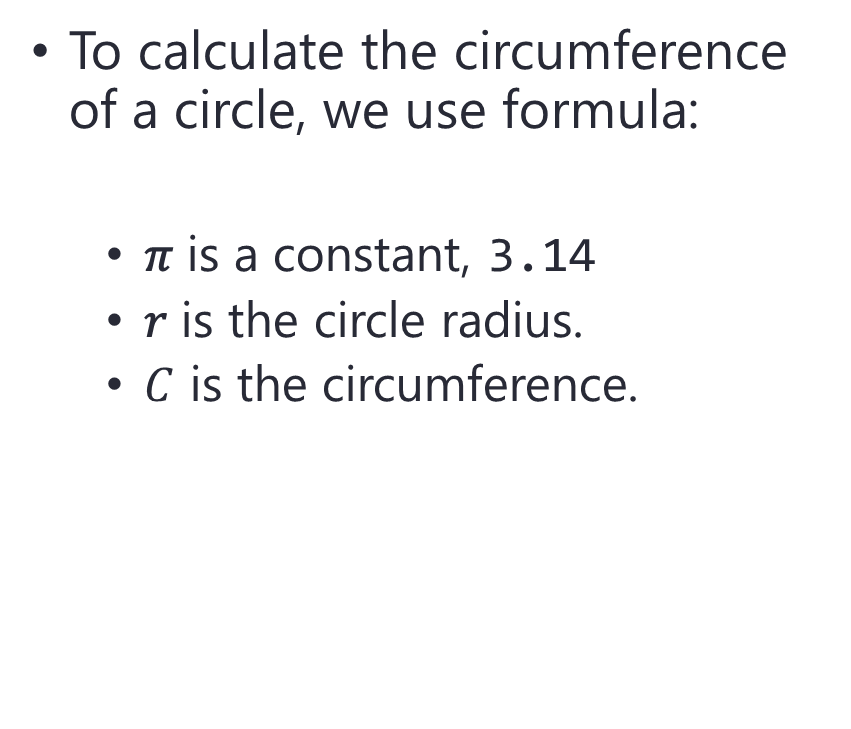 • To calculate the circumference
of a circle, we use formula:
• π is a constant, 3.14
• r is the circle radius.
• C is the circumference.